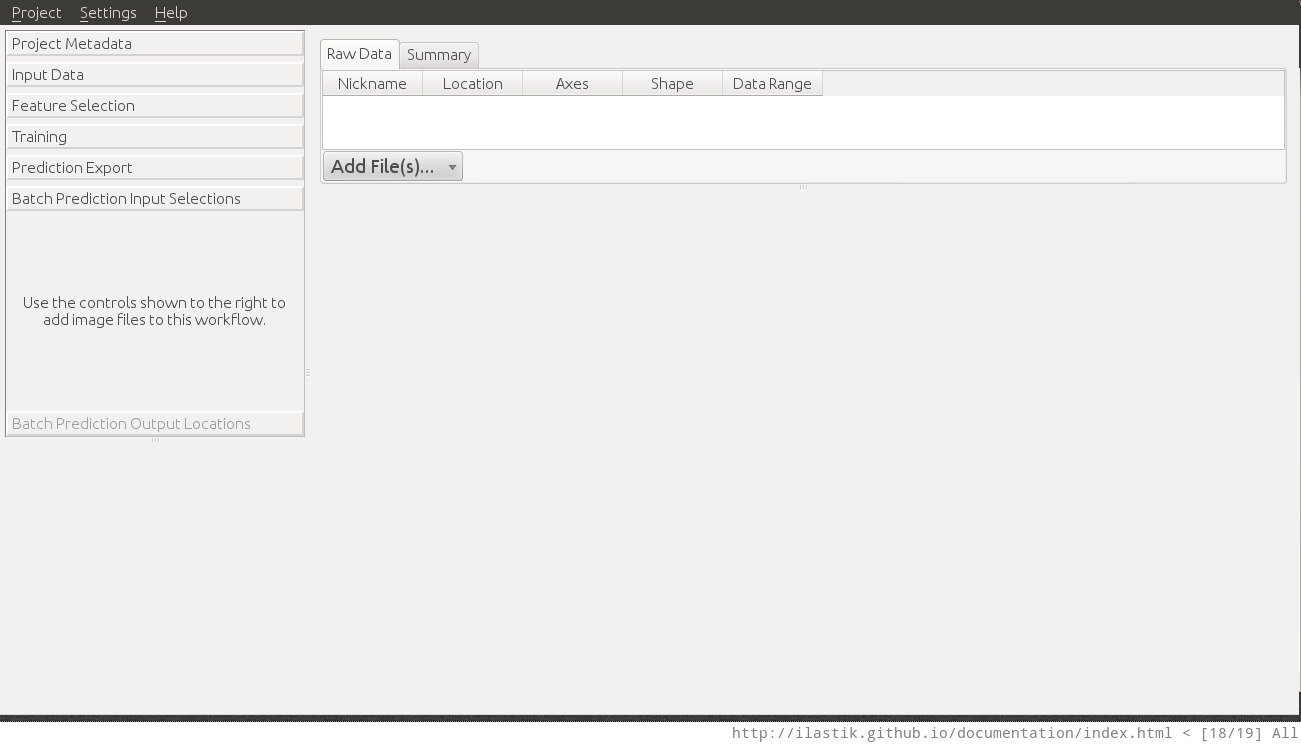 Project Settings Help
Project Metadata
Input Data
Feature Selection
Training
Prediction Export
Batch Prediction Input Selections
Use the controls shown to the right to
add image files to this workflow.
Batch Prediction Output Locations
Raw Data Summary
Nickname Location Axes Shape Data Range
Add File(s)...
http://ilastik.github.io/documentation/index.html < [18/19] All